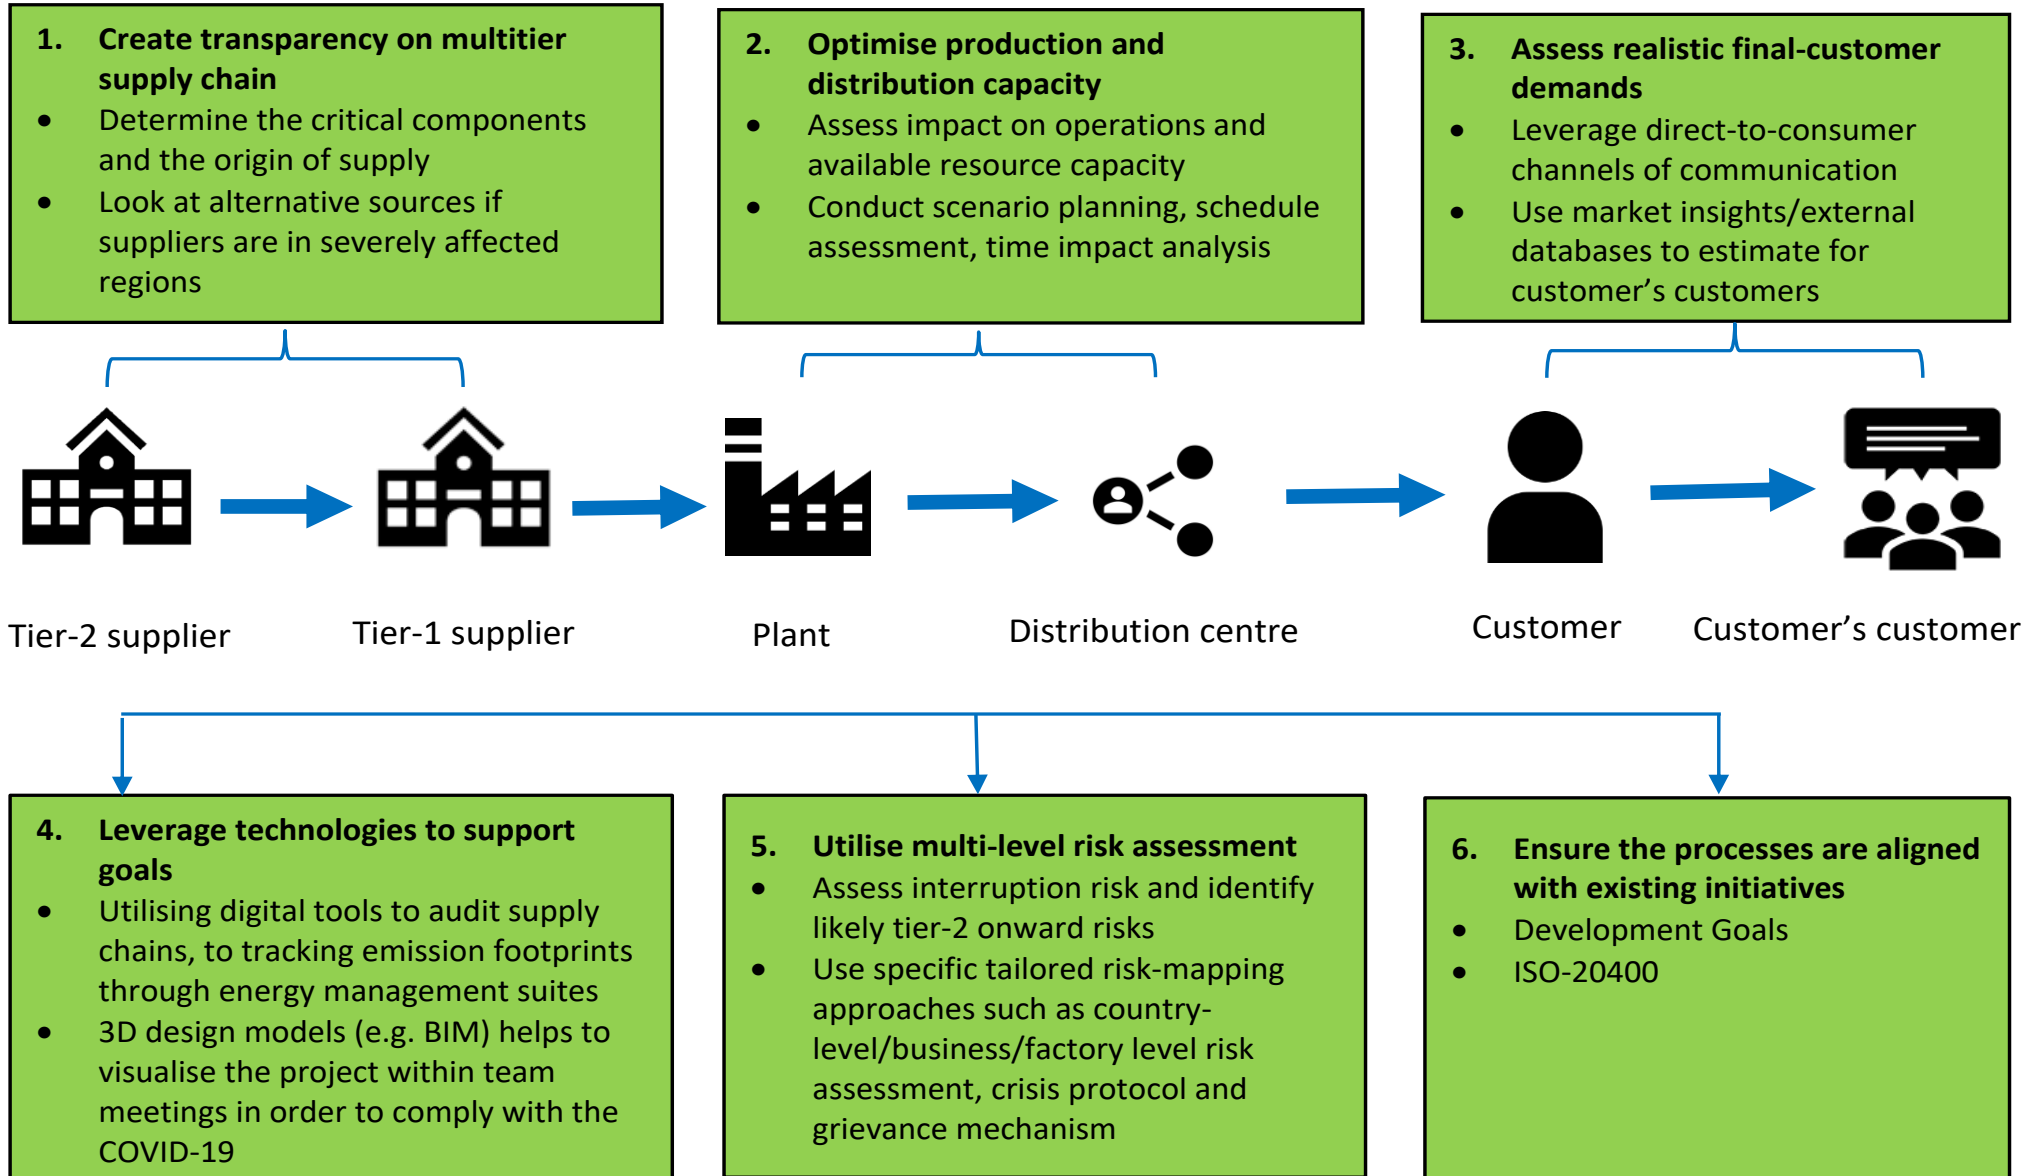 1. Create transparency on multitier
supply chain
• Determine the critical components
and the origin of supply
• Look at alternative sources if
suppliers are in severely affected
regions
2. Optimise production and
distribution capacity
• Assess impact on operations and
available resource capacity
• Conduct scenario planning, schedule
assessment, time impact analysis
3. Assess realistic final-customer
demands
• Leverage direct-to-consumer
channels of communication
• Use market insights/external
databases to estimate for
customer’s customers
Tier-2 supplier
Tier-1 supplier
Plant
Distribution centre
Customer
Customer’s customer
4. Leverage technologies to support
goals
• Utilising digital tools to audit supply
chains, to tracking emission footprints
through energy management suites
• 3D design models (e.g. BIM) helps to
visualise the project within team
meetings in order to comply with the
COVID-19
5. Utilise multi-level risk assessment
• Assess interruption risk and identify
likely tier-2 onward risks
• Use specific tailored risk-mapping
approaches such as country-
level/business/factory level risk
assessment, crisis protocol and
grievance mechanism
6. Ensure the processes are aligned
with existing initiatives
• Development Goals
• ISO-20400